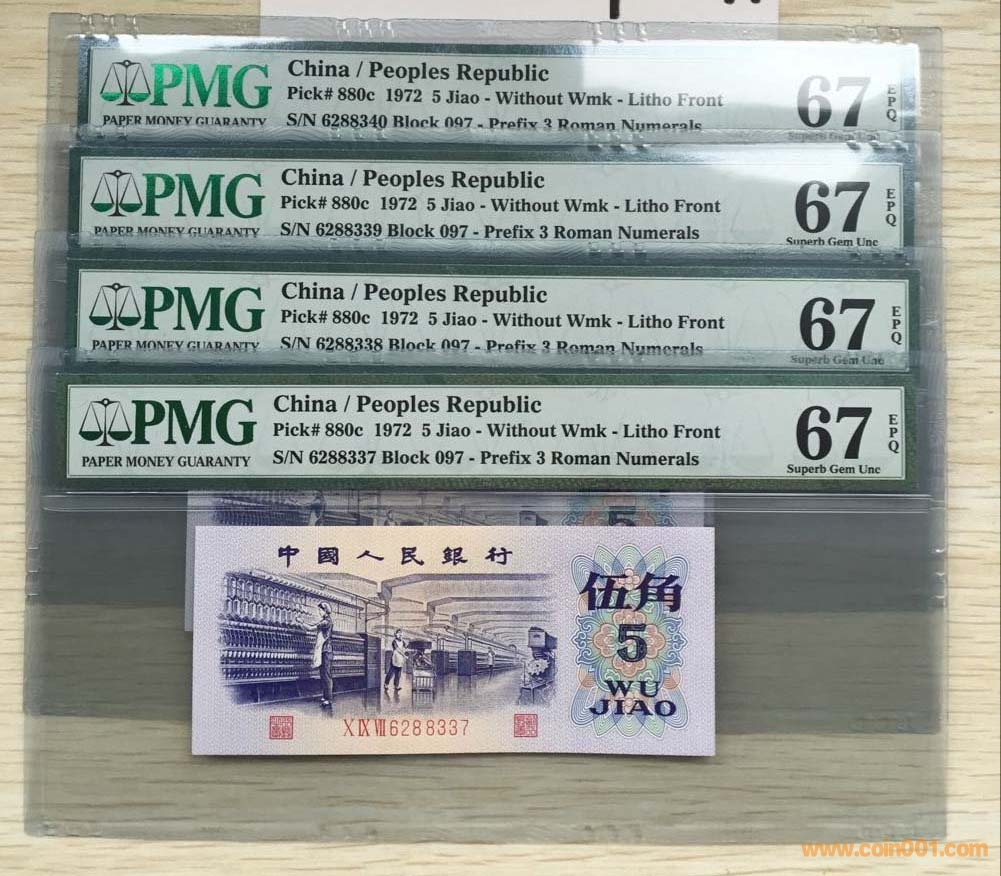 PMG
PAPER MONEY GUARANTY
China / Peoples Republic
Pick# 880c 1972 5 Jiao - Without Wmk - Litho Front
S/N 6288340 Block 097 - Prefix 3 Roman Numerals
67
EPQ
Superb Gem Unc
PMG
PAPER MONEY GUARANTY
China / Peoples Republic
Pick# 880c 1972 5 Jiao - Without Wmk - Litho Front
S/N 6288339 Block 097 - Prefix 3 Roman Numerals
67
EPQ
Superb Gem Unc
PMG
PAPER MONEY GUARANTY
China / Peoples Republic
Pick# 880c 1972 5 Jiao - Without Wmk - Litho Front
S/N 6288338 Block 097 - Prefix 3 Roman Numerals
67
EPQ
Superb Gem Unc
PMG
PAPER MONEY GUARANTY
China / Peoples Republic
Pick# 880c 1972 5 Jiao - Without Wmk - Litho Front
S/N 6288337 Block 097 - Prefix 3 Roman Numerals
67
EPQ
Superb Gem Unc
5
中國人民銀行
伍角
5
WU
JIAO
X IX VII 6288337
www.coin001.com